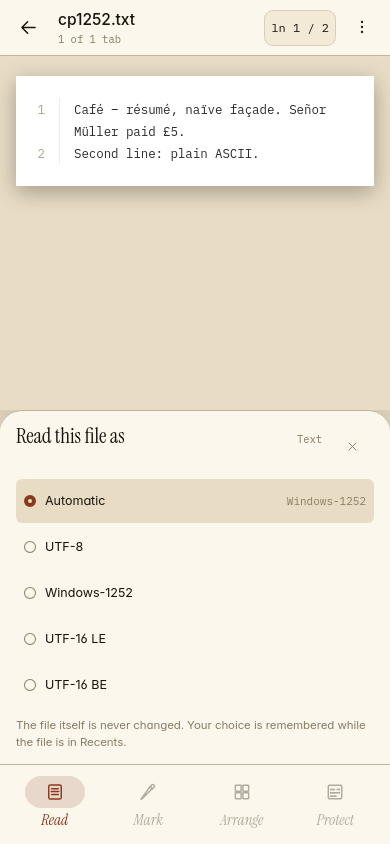 cp1252.txt
1 of 1 tab
ln 1 / 2
1 Café – résumé, naïve façade. Señor
Müller paid £5.
2 Second line: plain ASCII.
Read this file as
Text
Automatic
Windows-1252
UTF-8
Windows-1252
UTF-16 LE
UTF-16 BE
The file itself is never changed. Your choice is remembered while
the file is in Recents.
Read
Mark
Arrange
Protect